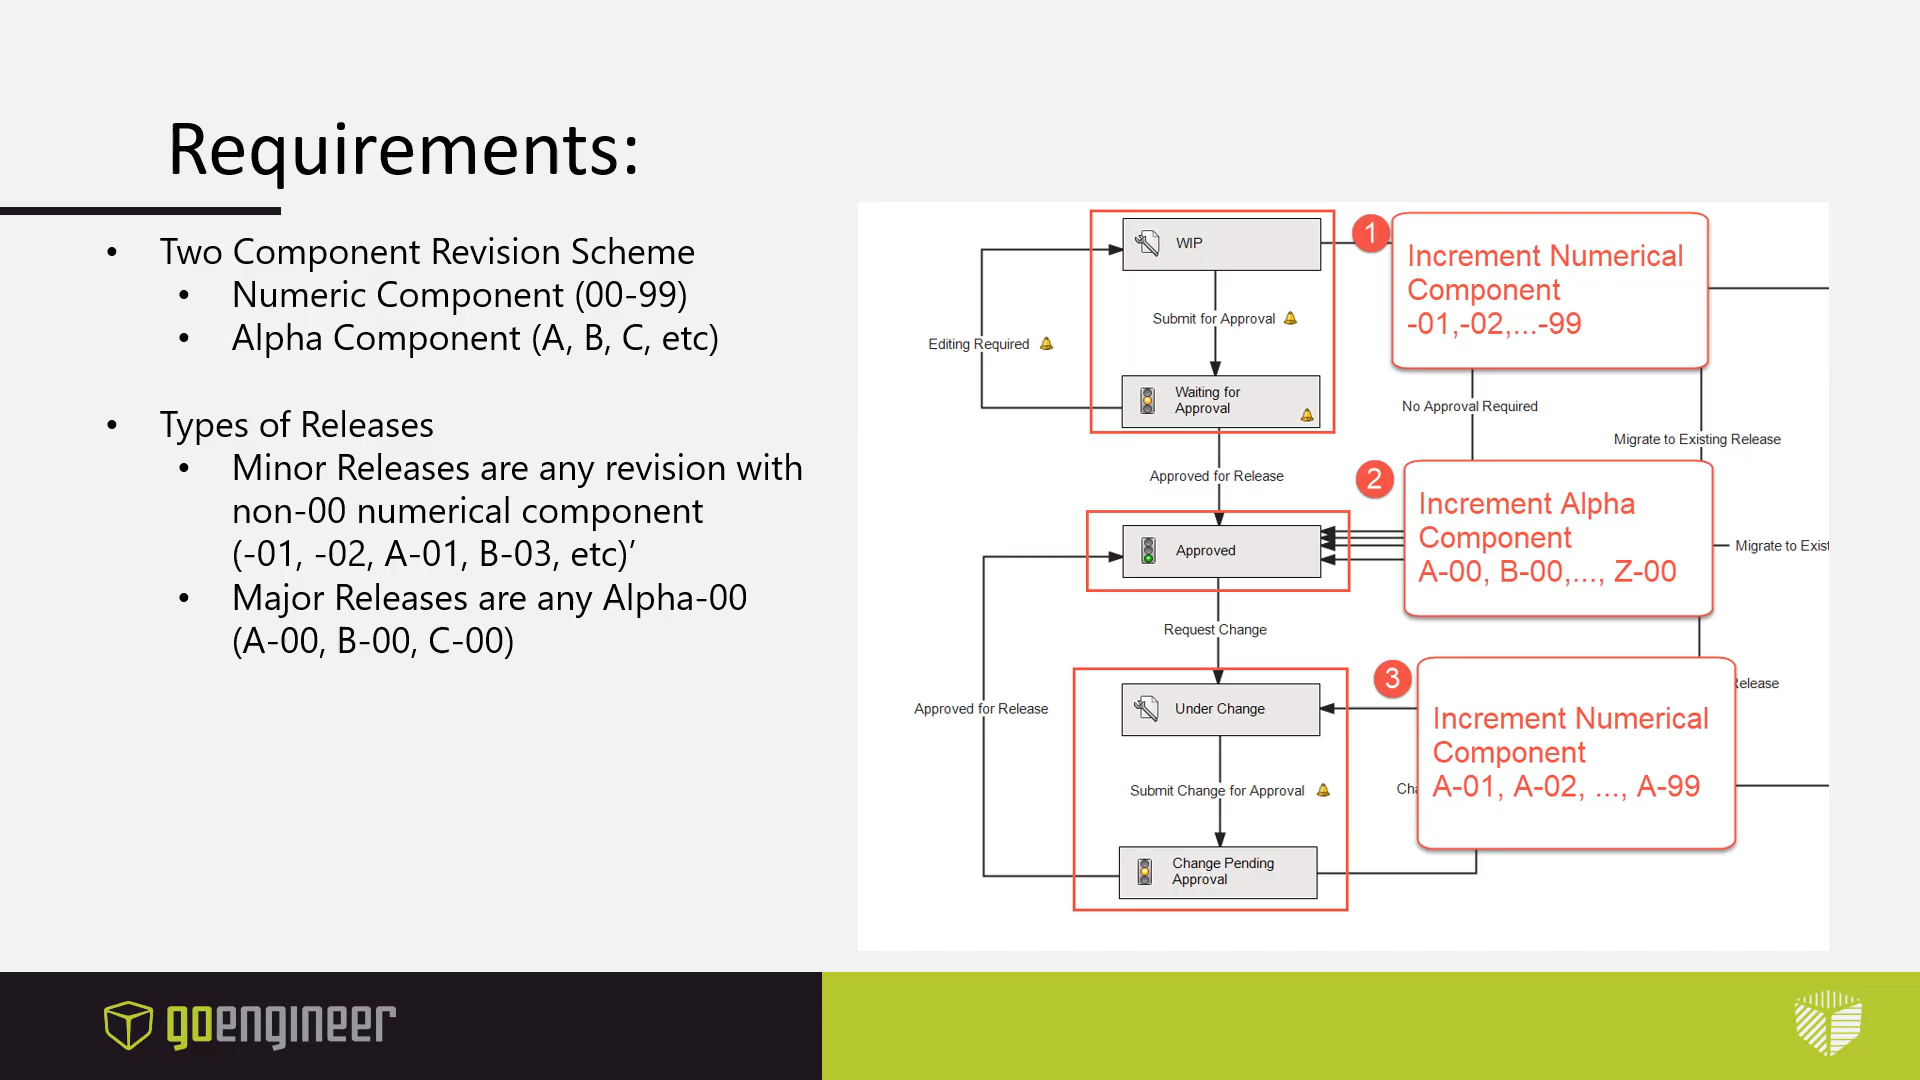 Requirements:
• Two Component Revision Scheme
• Numeric Component (00-99)
• Alpha Component (A, B, C, etc)
• Types of Releases
• Minor Releases are any revision with
non-00 numerical component
(-01, -02, A-01, B-03, etc)’
• Major Releases are any Alpha-00
(A-00, B-00, C-00)
WIP
1
Increment Numerical
Component
-01,-02,...-99
Submit for Approval
Editing Required
Waiting for
Approval
No Approval Required
Migrate to Existing Release
Approved for Release
2
Increment Alpha
Component
A-00, B-00,..., Z-00
Approved
Migrate to Exist
Request Change
3
Release
Increment Numerical
Component
A-01, A-02, ..., A-99
Under Change
Approved for Release
Submit Change for Approval
Cha
Change Pending
Approval
goengineer